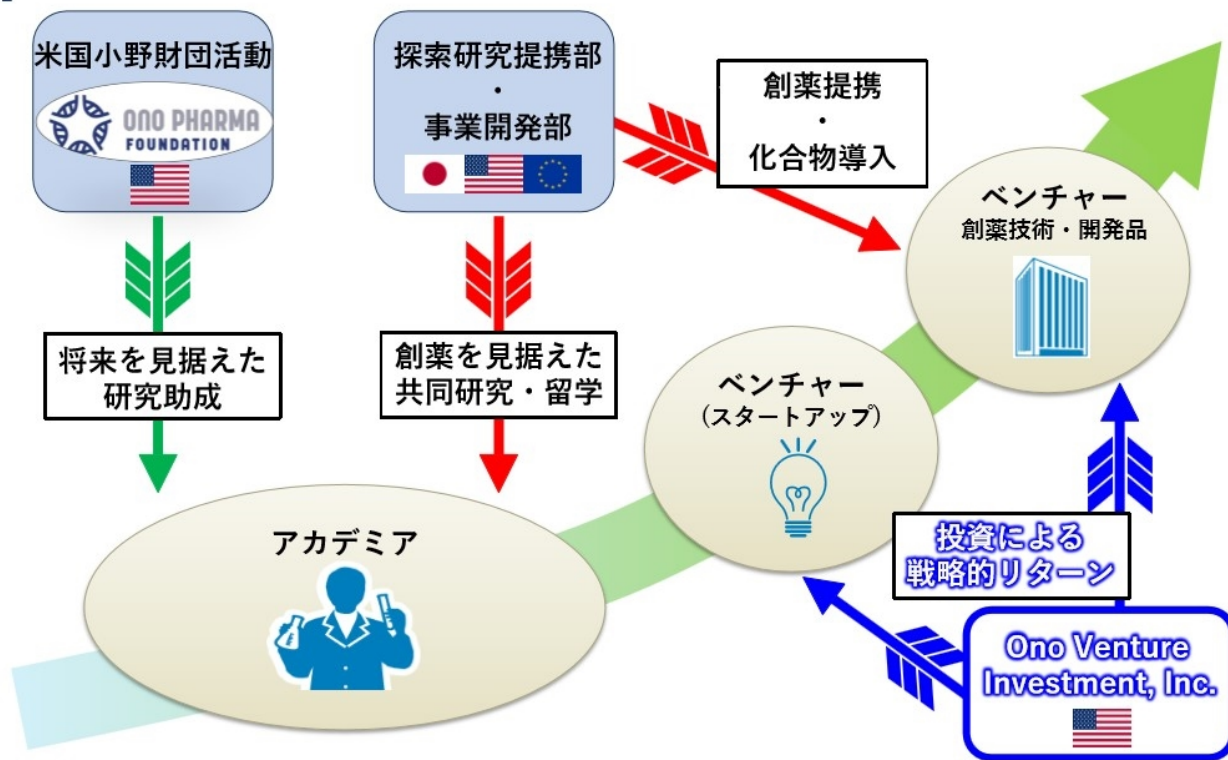 米国小野財団活動
ONO PHARMA
FOUNDATION
探索研究提携部
・
事業開発部
創薬提携
・
化合物導入
ベンチャー
創薬技術・開発品
将来を見据えた
研究助成
創薬を見据えた
共同研究・留学
ベンチャー
(スタートアップ)
アカデミア
投資による
戦略的リターン
Ono Venture
Investment, Inc.